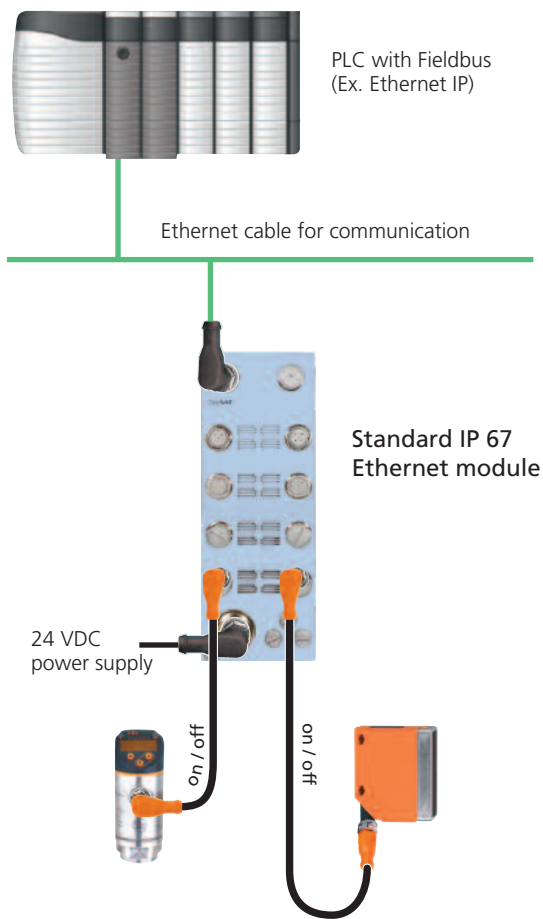 PLC with Fieldbus
(Ex. Ethernet IP)
Ethernet cable for communication
Standard IP 67
Ethernet module
24 VDC
power supply
on / off
on / off